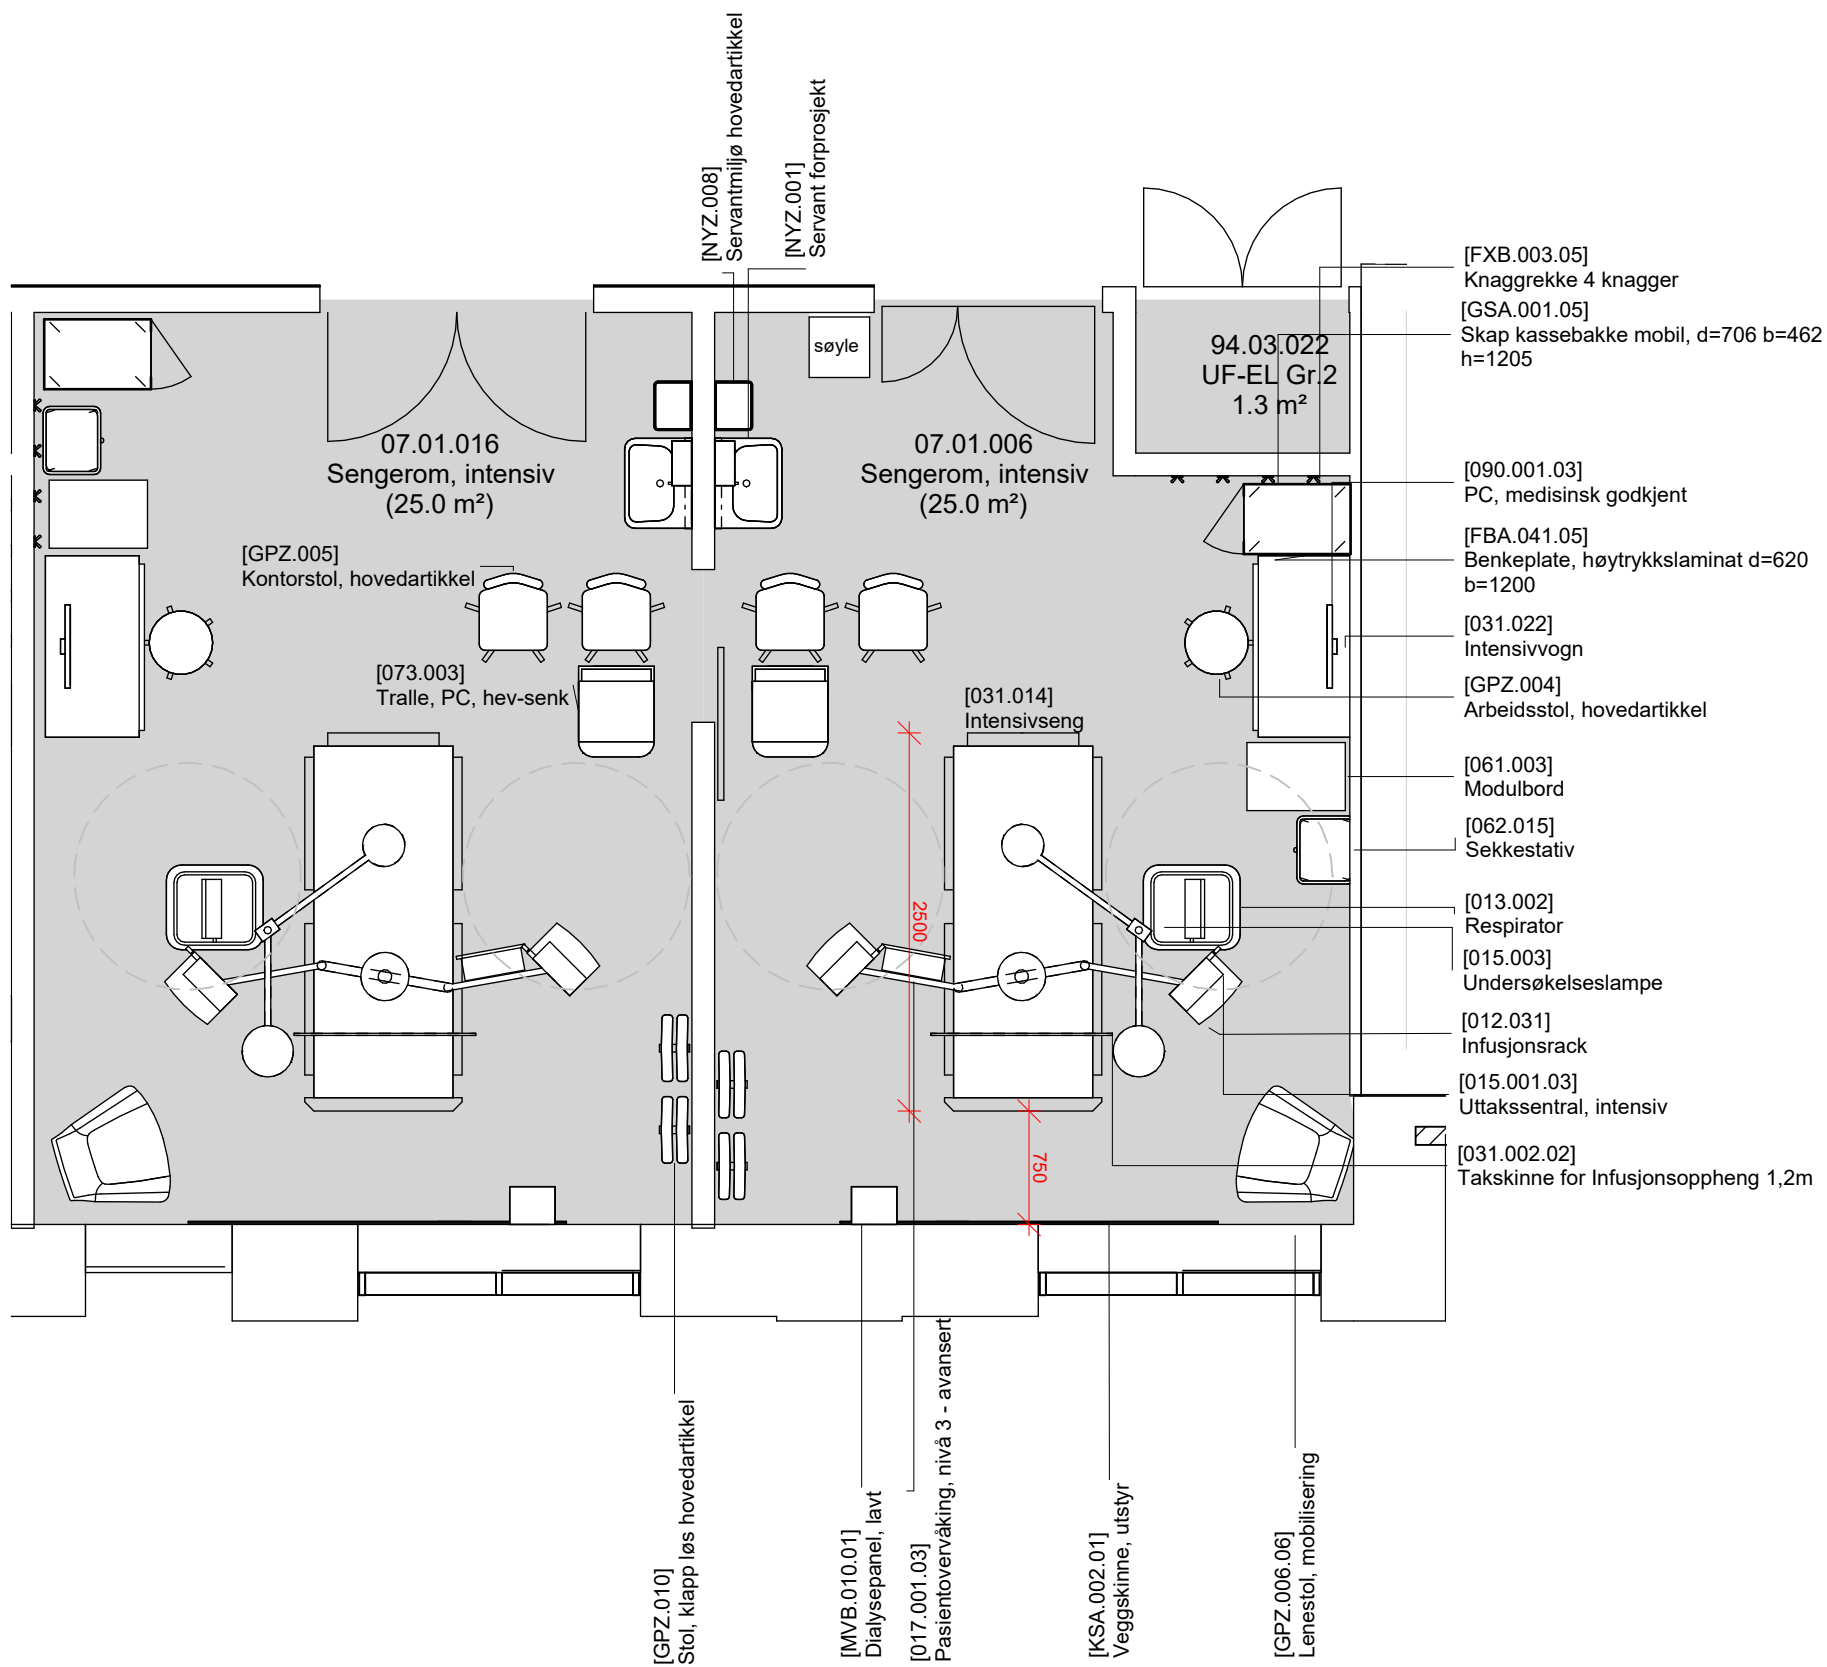 [NYZ.008]
Servantmiljø hovedartikkel
[NYZ.001]
Servant forprosjekt
søyle
94.03.022
UF-EL Gr.2
1.3 m²
07.01.016
Sengerom, intensiv
(25.0 m²)
07.01.006
Sengerom, intensiv
(25.0 m²)
[GPZ.005]
Kontorstol, hovedartikkel
[073.003]
Tralle, PC, hev-senk
[031.014]
Intensivseng
2500
750
[FXB.003.05]
Knaggrekke 4 knagger
[GSA.001.05]
Skap kassebakke mobil, d=706 b=462
h=1205
[090.001.03]
PC, medisinsk godkjent
[FBA.041.05]
Benkeplate, høytrykkslaminat d=620
b=1200
[031.022]
Intensivvogn
[GPZ.004]
Arbeidsstol, hovedartikkel
[061.003]
Modulbord
[062.015]
Sekkestativ
[013.002]
Respirator
[015.003]
Undersøkelseslampe
[012.031]
Infusjonsrack
[015.001.03]
Uttakssentral, intensiv
[031.002.02]
Takskinne for Infusjonsoppheng 1,2m
[GPZ.010]
Stol, klapp løs hovedartikkel
[MVB.010.01]
Dialysepanel, lavt
[017.001.03]
Pasientovervåking, nivå 3 - avansert
[KSA.002.01]
Veggskinne, utstyr
[GPZ.006.06]
Lenestol, mobilisering